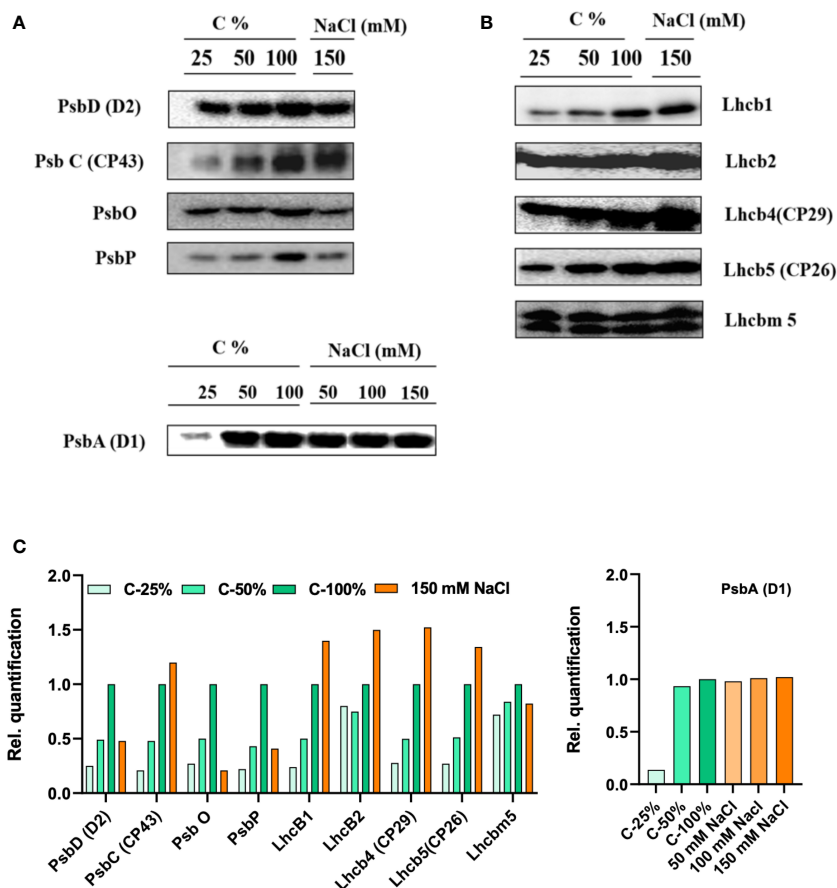 A
C %
NaCl (mM)
25 50 100 150
PsbD (D2)
Psb C (CP43)
PsbO
PsbP
C %
NaCl (mM)
25 50 100 50 100 150
PsbA (D1)
B
C %
NaCl (mM)
25 50 100 150
Lhcb1
Lhcb2
Lhcb4(CP29)
Lhcb5 (CP26)
Lhcbm 5
C
Rel. quantification
2.0
1.5
1.0
0.5
0.0
C-25% C-50% C-100% 150 mM NaCl
PsbD (D2)
PsbC (CP43)
Psb O
PsbP
LhcB1
LhcB2
Lhcb4 (CP29)
Lhcb5(CP26)
Lhcbm5
Rel. quantification
2.0
1.5
1.0
0.5
0.0
PsbA (D1)
C-25%
C-50%
C-100%
50 mM NaCl
100 mM NaCl
150 mM NaCl